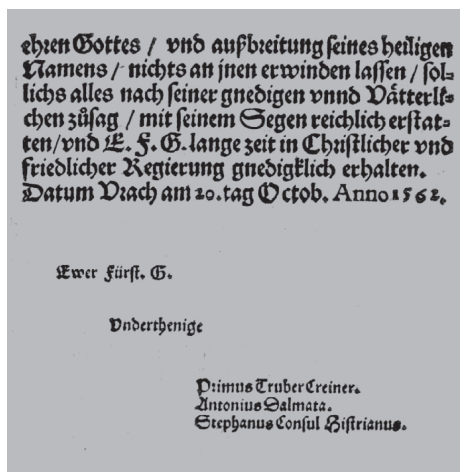 ehren Gottes / vnd außbreitung seines heiligen
Namens / nichts an jnen erwinden lassen / sol-
lichs alles nach seiner gnedigen vnnd Vätterli-
chen zůsag / mit seinem Segen reichlich erstat-
ten/vnd E. F. G. lange zeit in Christlicher vnd
friedlicher Regierung gnedigklich erhalten.
Datum Vrach am 20. tag Octob. Anno 1562.
Ewer Fürst. G.
Vnderthenige
Primus Truber Creiner.
Antonius Dalmata.
Stephanus Consul Histrianus.